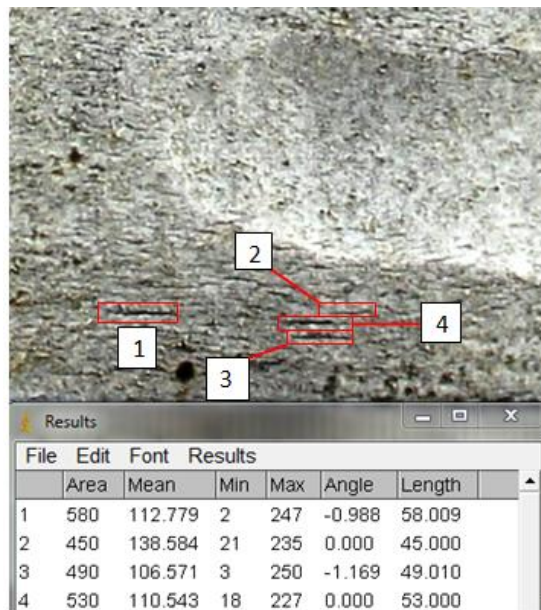 2
4
1
3
Results
File Edit Font Results
Area Mean Min Max Angle Length
1 580 112.779 2 247 -0.988 58.009
2 450 138.584 21 235 0.000 45.000
3 490 106.571 3 250 -1.169 49.010
4 530 110.543 18 227 0.000 53.000